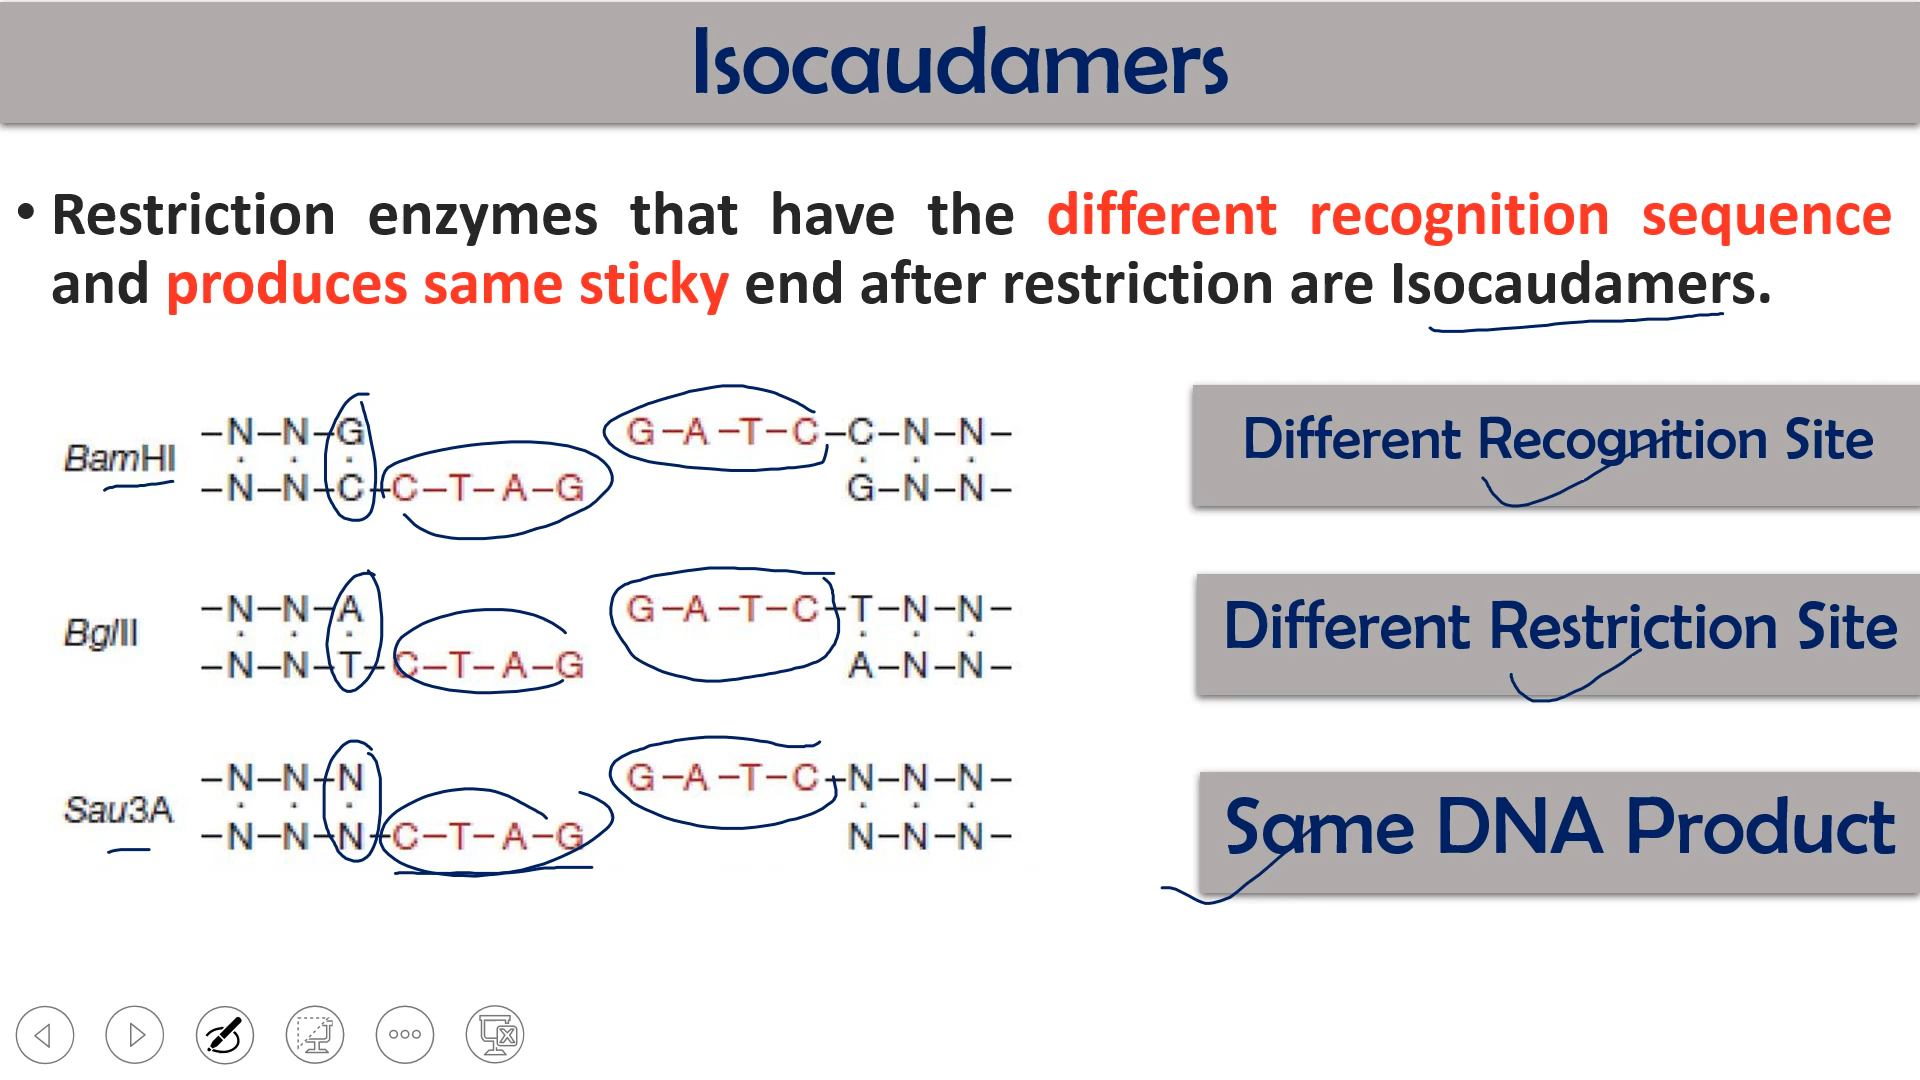 Isocaudamers
• Restriction enzymes that have the different recognition sequence
and produces same sticky end after restriction are Isocaudamers.
BamHI
–N–N–G G–A–T–C–C–N–N–
–N–N–C–C–T–A–G G–N–N–
Different Recognition Site
BglII
–N–N–A G–A–T–C–T–N–N–
–N–N–T–C–T–A–G A–N–N–
Different Restriction Site
Sau3A
–N–N–N G–A–T–C–N–N–N–
–N–N–N–C–T–A–G N–N–N–
Same DNA Product